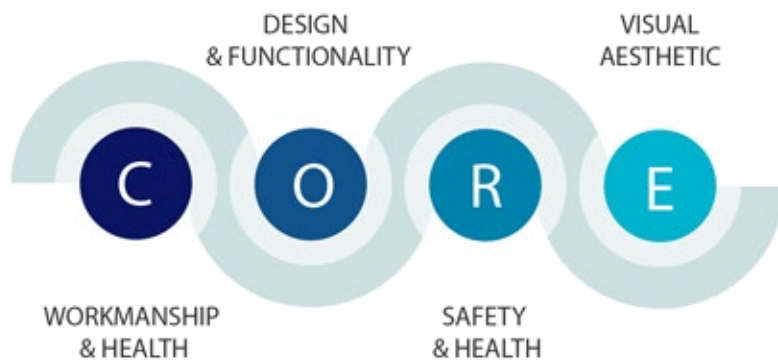 DESIGN
& FUNCTIONALITY
VISUAL
AESTHETIC
C O R E
WORKMANSHIP
& HEALTH
SAFETY
& HEALTH